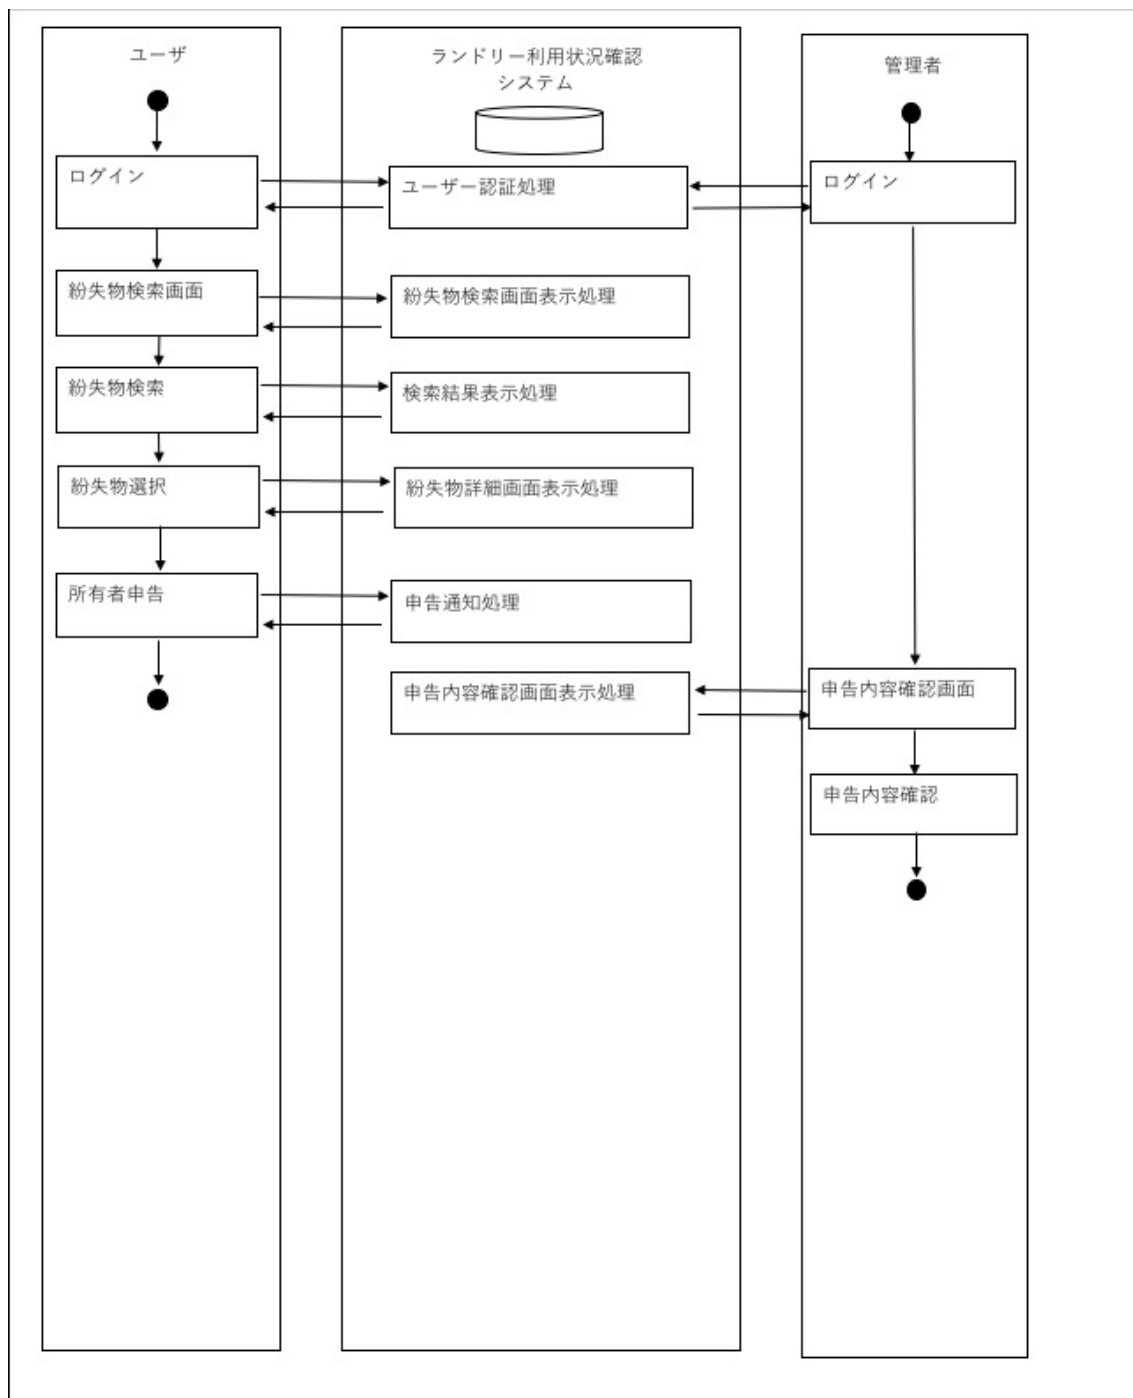 ユーザ
ランドリー利用状況確認
システム
管理者
ログイン
ユーザー認証処理
ログイン
紛失物検索画面
紛失物検索画面表示処理
紛失物検索
検索結果表示処理
紛失物選択
紛失物詳細画面表示処理
所有者申告
申告通知処理
申告内容確認画面表示処理
申告内容確認画面
申告内容確認